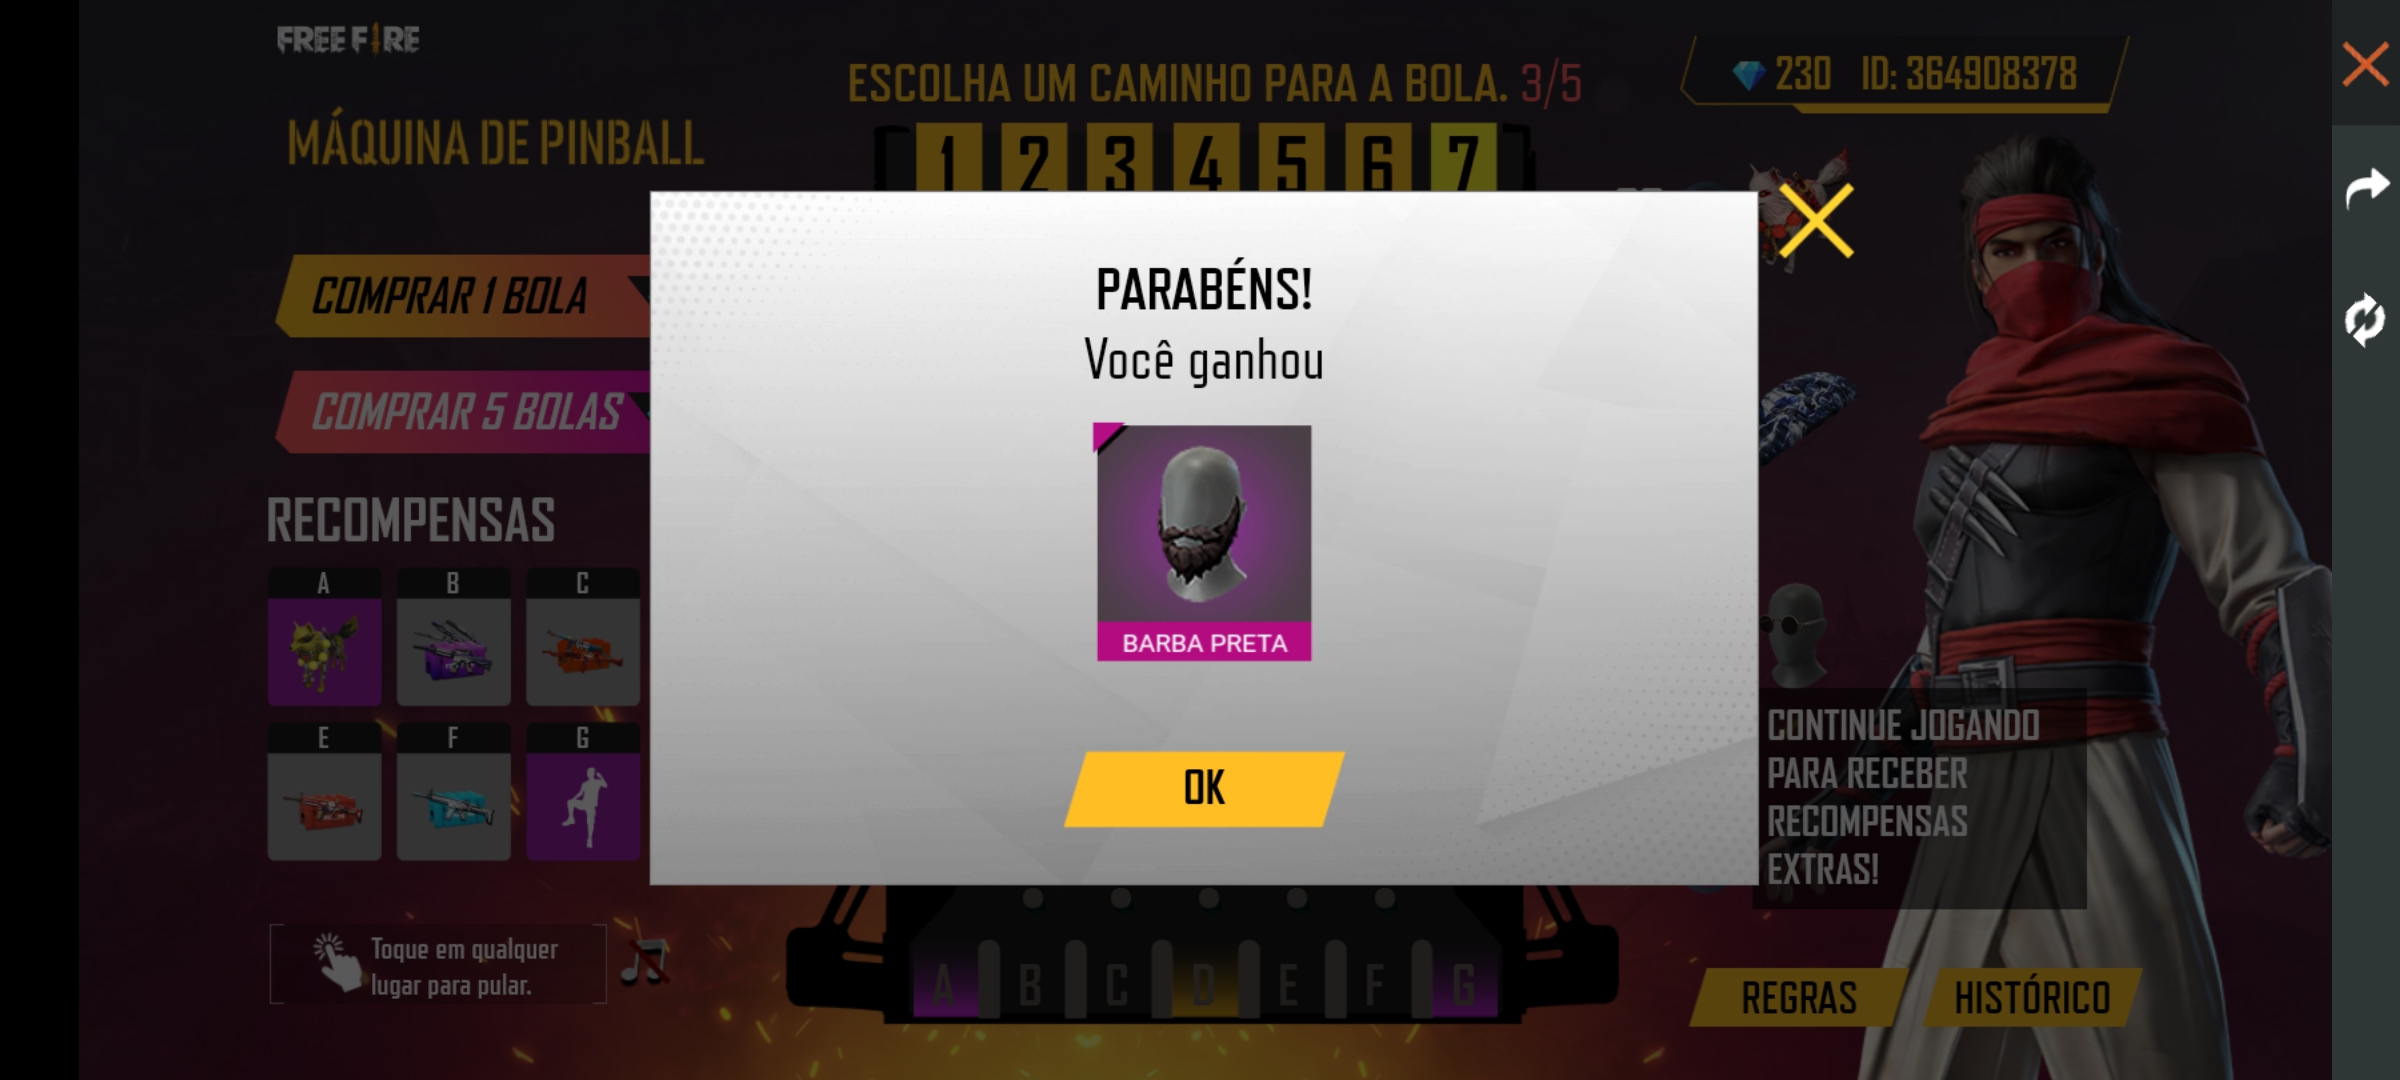 FREE FIRE
ESCOLHA UM CAMINHO PARA A BOLA. 3/5
230 ID: 364908378
MÁQUINA DE PINBALL
1 2 3 4 5 6 7
COMPRAR 1 BOLA
COMPRAR 5 BOLAS
RECOMPENSAS
A B C
E F G
Toque em qualquer
lugar para pular.
PARABÉNS!
Você ganhou
BARBA PRETA
OK
CONTINUE JOGANDO
PARA RECEBER
RECOMPENSAS
EXTRAS!
A B C D E F G
REGRAS
HISTÓRICO